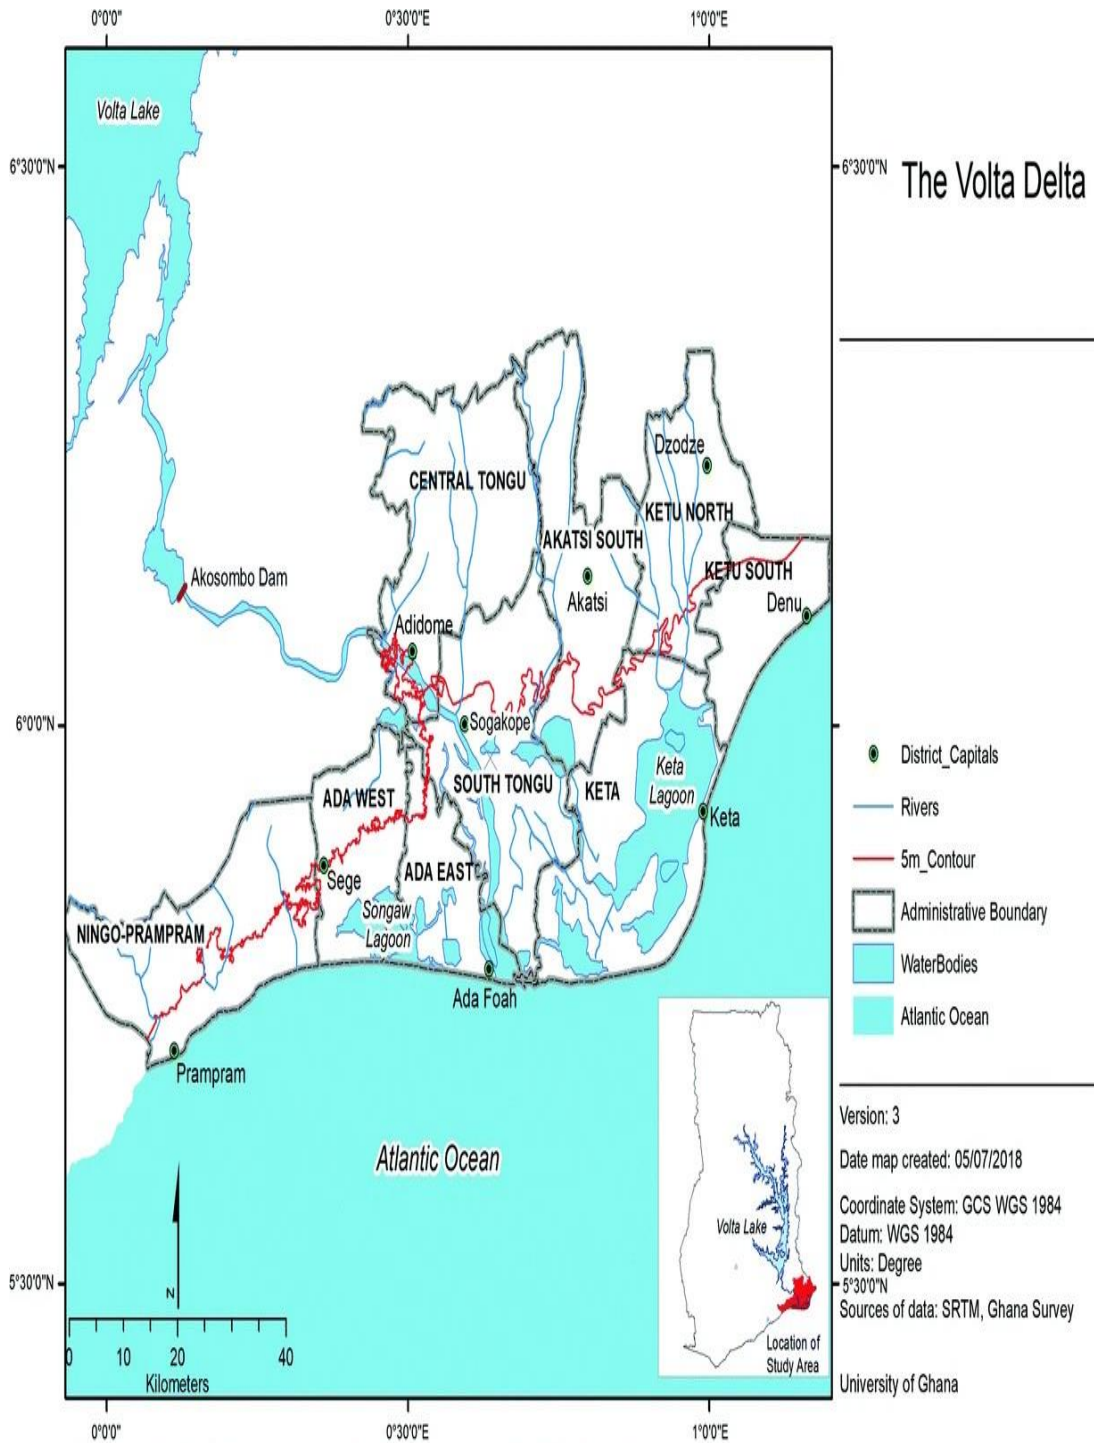 0°0'0"
0°30'0"E
1°0'0"E
Volta Lake
6°30'0"N
6°30'0"N
The Volta Delta
Dzodze
CENTRAL TONGU
KETU NORTH
AKATSI SOUTH
KETU SOUTH
Akosombo Dam
Akatsi
Denu
Adidome
6°0'0"N
6°0'0"N
Sogakope
Keta
Lagoon
SOUTH TONGU
KETA
ADA WEST
Keta
ADA EAST
Sege
Songaw
Lagoon
NINGO-PRAMPRAM
Ada Foah
Prampram
Atlantic Ocean
District_Capitals
Rivers
5m_Contour
Administrative Boundary
WaterBodies
Atlantic Ocean
Version: 3
Date map created: 05/07/2018
Coordinate System: GCS WGS 1984
Datum: WGS 1984
Units: Degree
5°30'0"N
5°30'0"N
Sources of data: SRTM, Ghana Survey
University of Ghana
Volta Lake
Location of
Study Area
N
0 10 20 40
Kilometers
0°0'0"
0°30'0"E
1°0'0"E